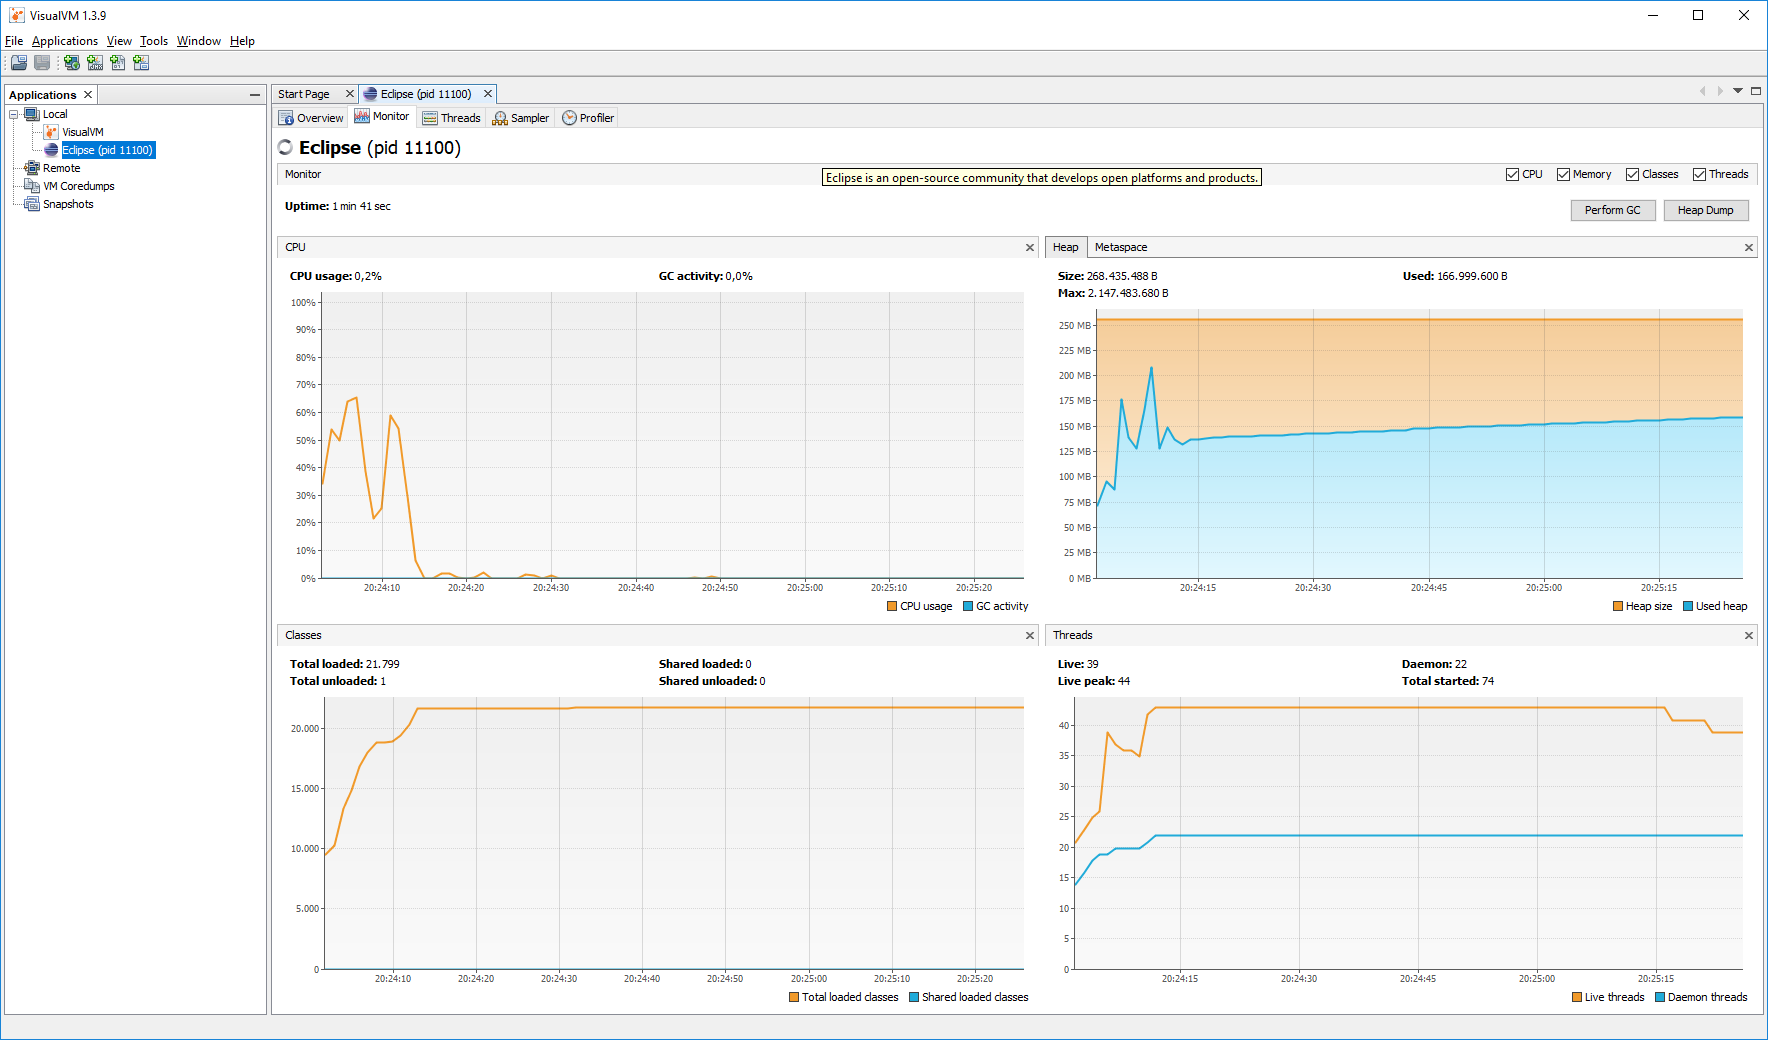 VisualVM 1.3.9
File Applications View Tools Window Help
Applications
Local
VisualVM
Eclipse (pid 11100)
Remote
VM Coredumps
Snapshots
Start Page Eclipse (pid 11100)
Overview Monitor Threads Sampler Profiler
Eclipse (pid 11100)
Monitor
Eclipse is an open-source community that develops open platforms and products.
CPU Memory Classes Threads
Uptime: 1 min 41 sec
Perform GC Heap Dump
CPU
CPU usage: 0,2% GC activity: 0,0%
100%
90%
80%
70%
60%
50%
40%
30%
20%
10%
0%
20:24:10 20:24:20 20:24:30 20:24:40 20:24:50 20:25:00 20:25:10 20:25:20
CPU usage GC activity
Heap Metaspace
Size: 268.435.488 B Used: 166.999.600 B
Max: 2.147.483.680 B
250 MB
225 MB
200 MB
175 MB
150 MB
125 MB
100 MB
75 MB
50 MB
25 MB
0 MB
20:24:15 20:24:30 20:24:45 20:25:00 20:25:15
Heap size Used heap
Classes
Total loaded: 21.799 Shared loaded: 0
Total unloaded: 1 Shared unloaded: 0
20.000
15.000
10.000
5.000
0
20:24:10 20:24:20 20:24:30 20:24:40 20:24:50 20:25:00 20:25:10 20:25:20
Total loaded classes Shared loaded classes
Threads
Live: 39 Daemon: 22
Live peak: 44 Total started: 74
40
35
30
25
20
15
10
5
0
20:24:15 20:24:30 20:24:45 20:25:00 20:25:15
Live threads Daemon threads